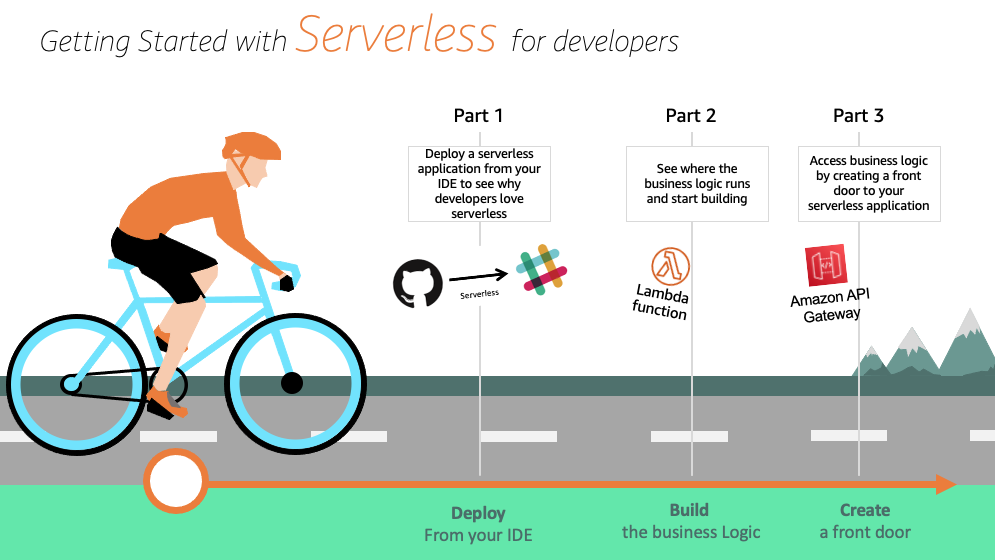 Getting Started with Serverless for developers
Part 1
Deploy a serverless
application from your
IDE to see why
developers love
serverless
Part 2
See where the
business logic runs
and start building
Part 3
Access business logic
by creating a front
door to your
serverless application
Serverless
Lambda
function
Amazon API
Gateway
Deploy
From your IDE
Build
the business Logic
Create
a front door